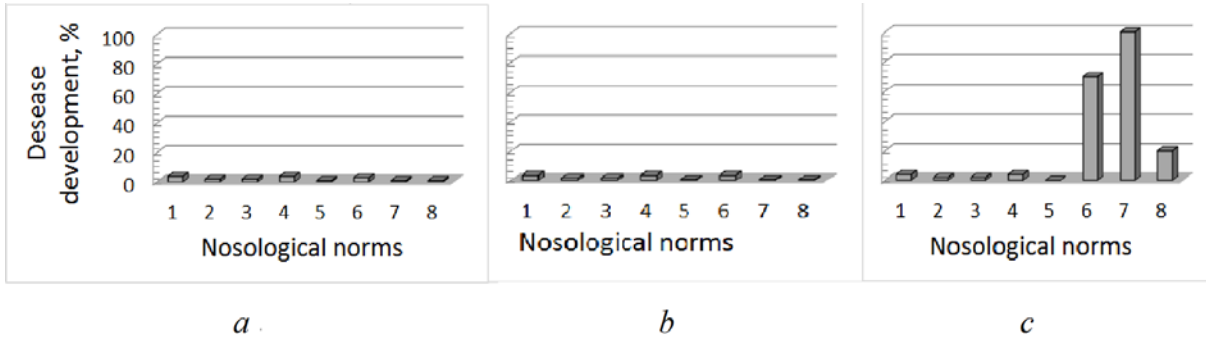 Desease
development, %
100
80
60
40
20
0
1 2 3 4 5 6 7 8
Nosological norms
1 2 3 4 5 6 7 8
Nosological norms
1 2 3 4 5 6 7 8
Nosological norms
a
b
c